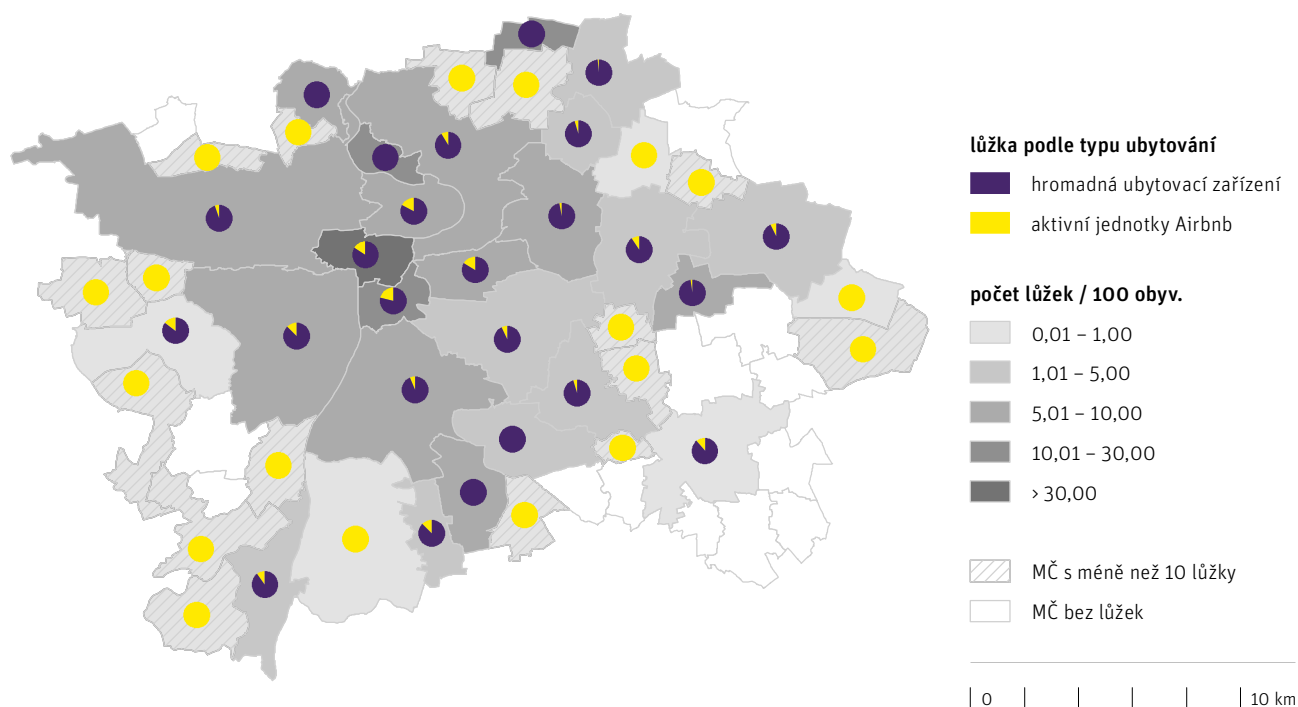 lůžka podle typu ubytování
hromadná ubytovací zařízení
aktivní jednotky Airbnb
počet lůžek / 100 obyv.
0,01 – 1,00
1,01 – 5,00
5,01 – 10,00
10,01 – 30,00
> 30,00
MČ s méně než 10 lůžky
MČ bez lůžek
0 10 km